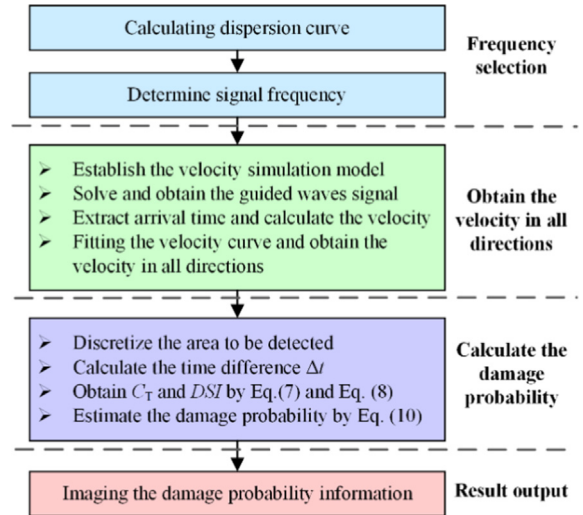 Calculating dispersion curve
Determine signal frequency
Frequency
selection
➢ Establish the velocity simulation model
➢ Solve and obtain the guided waves signal
➢ Extract arrival time and calculate the velocity
➢ Fitting the velocity curve and obtain the
velocity in all directions
Obtain the
velocity in all
directions
➢ Discretize the area to be detected
➢ Calculate the time difference Δt
➢ Obtain C_T and DSI by Eq.(7) and Eq. (8)
➢ Estimate the damage probability by Eq. (10)
Calculate the
damage
probability
Imaging the damage probability information
Result output